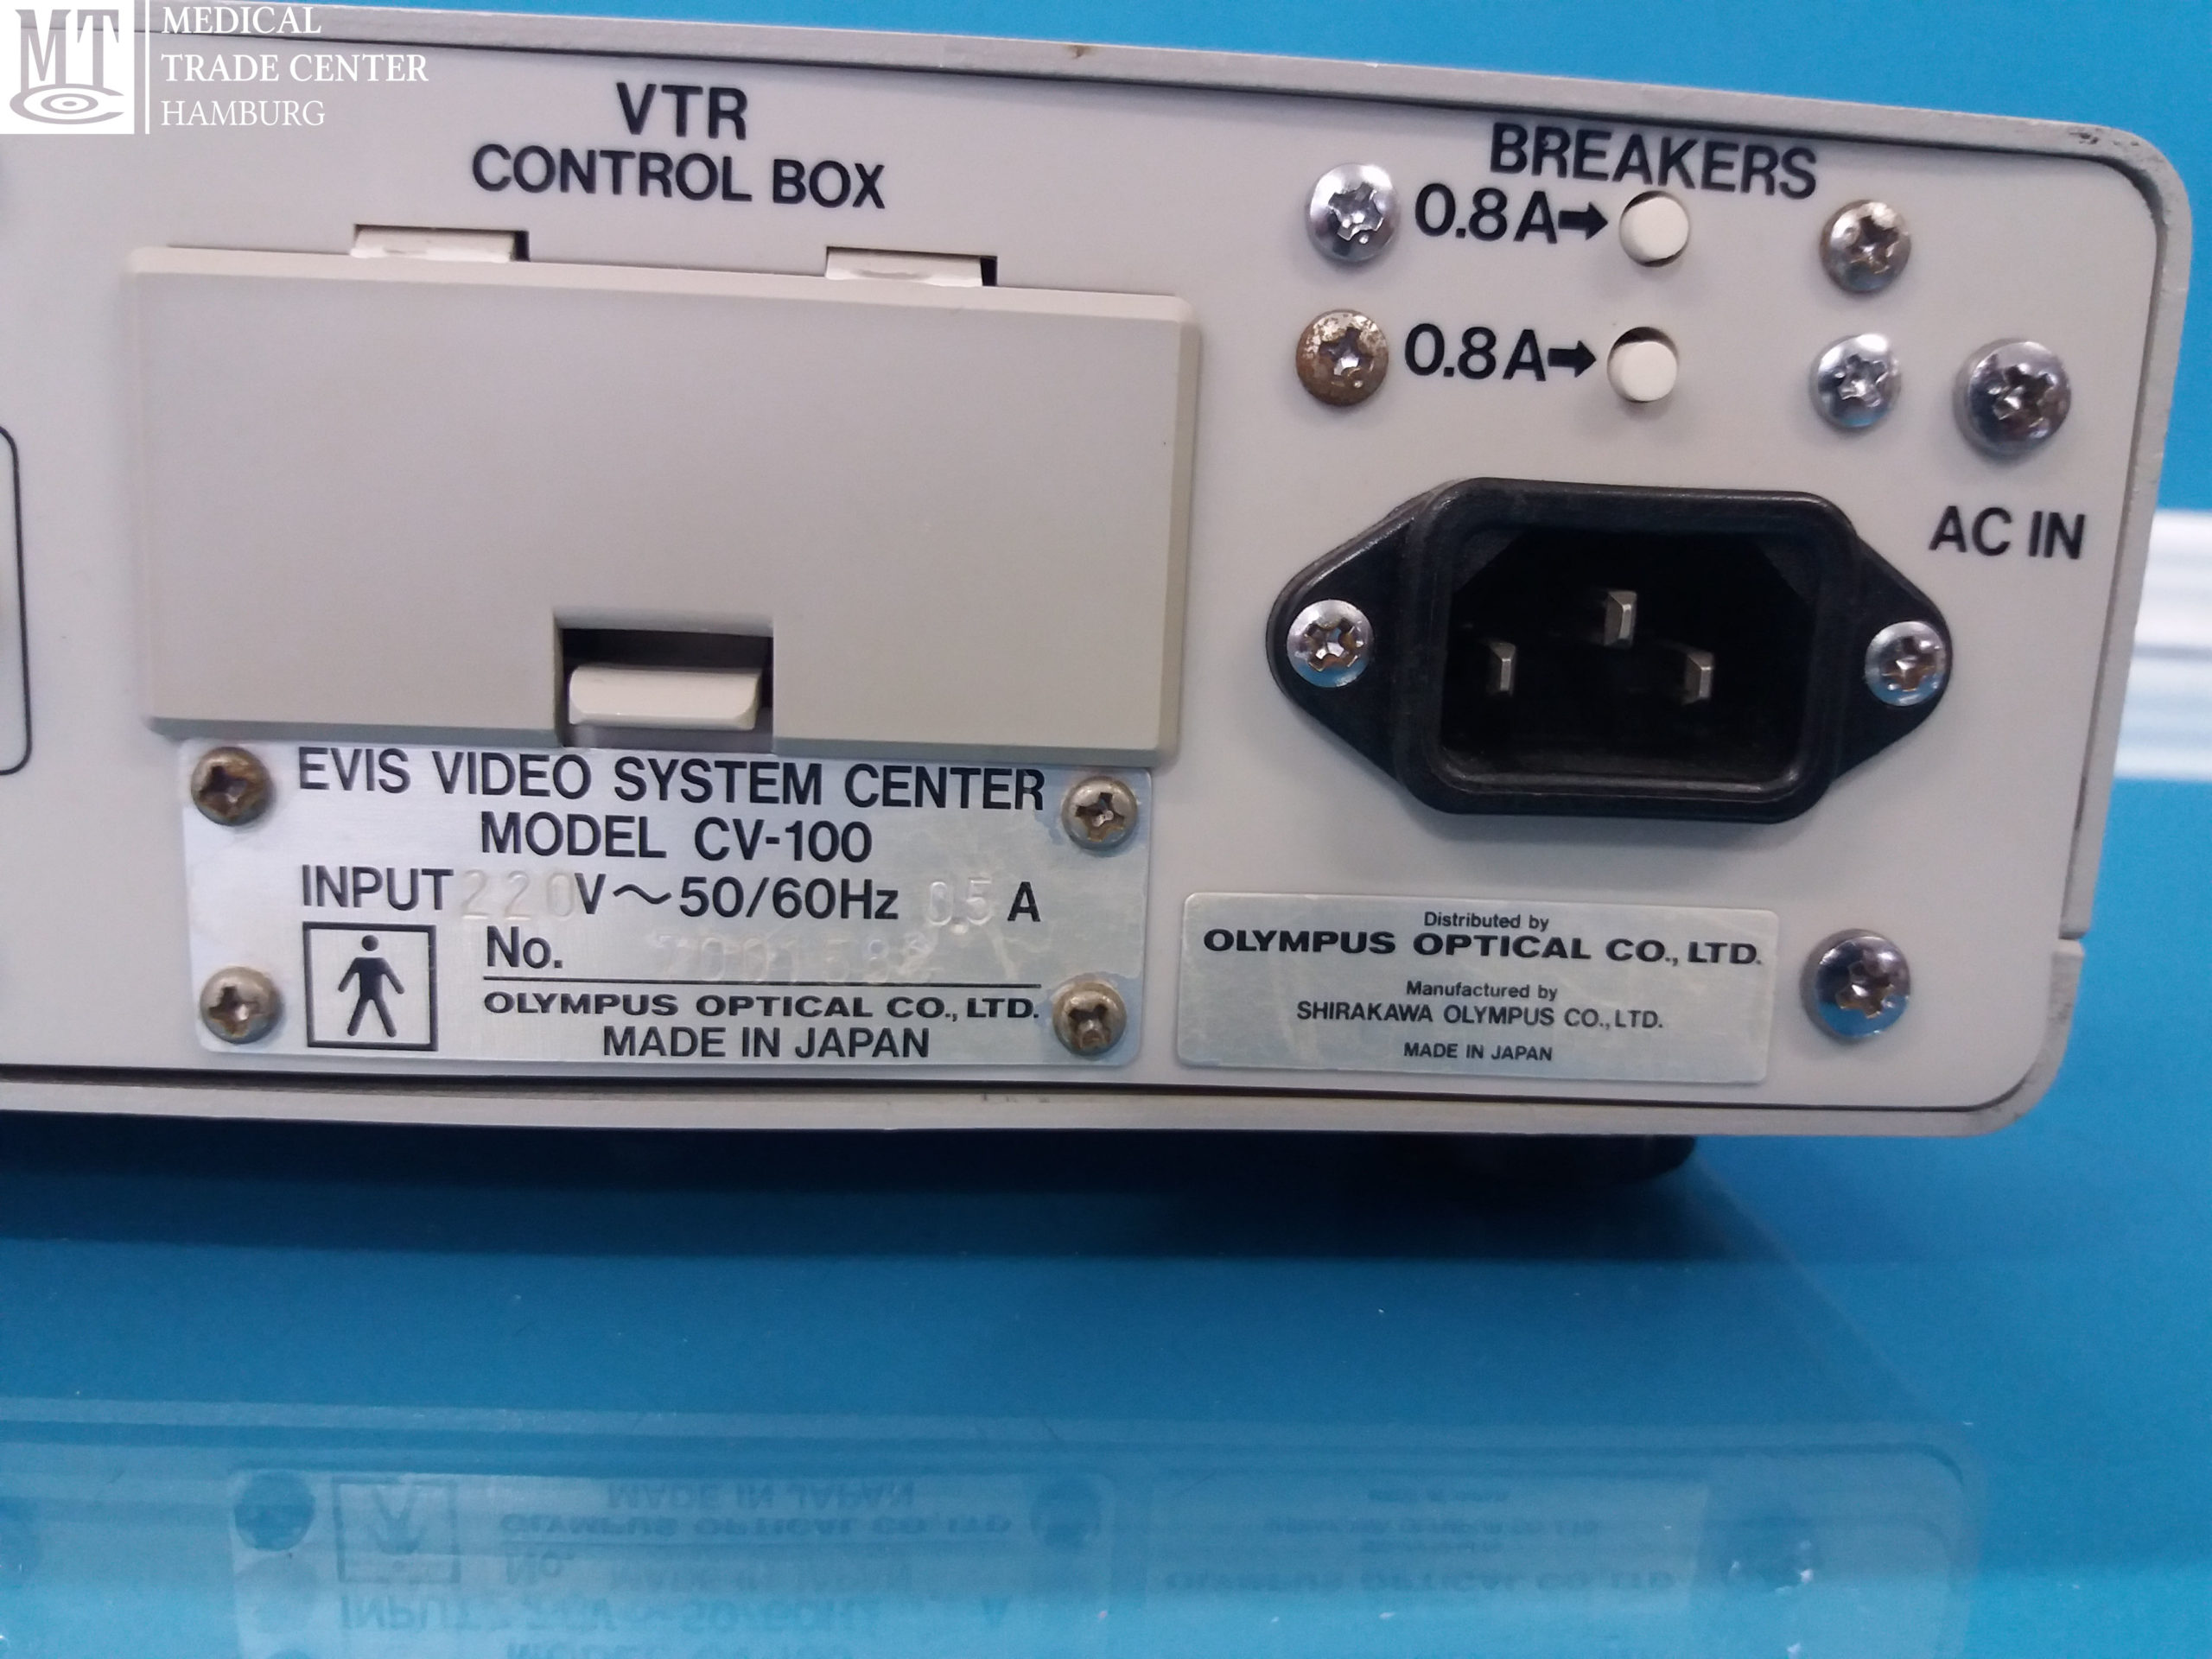 MT
MEDICAL
TRADE CENTER
HAMBURG
VTR
CONTROL BOX
BREAKERS
0.8A➡
0.8A➡
AC IN
EVIS VIDEO SYSTEM CENTER
MODEL CV-100
INPUT 220V～50/60Hz 0.5 A
No.
OLYMPUS OPTICAL CO., LTD.
MADE IN JAPAN
Distributed by
OLYMPUS OPTICAL CO., LTD.
Manufactured by
SHIRAKAWA OLYMPUS CO., LTD.
MADE IN JAPAN